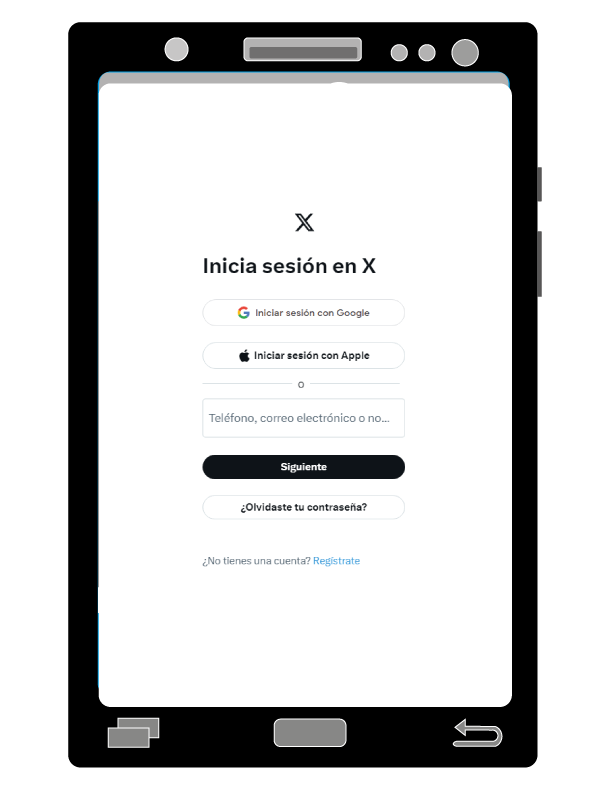 Inicia sesión en X
Iniciar sesión con Google
Iniciar sesión con Apple
o
Teléfono, correo electrónico o no...
Siguiente
¿Olvidaste tu contraseña?
¿No tienes una cuenta? Regístrate